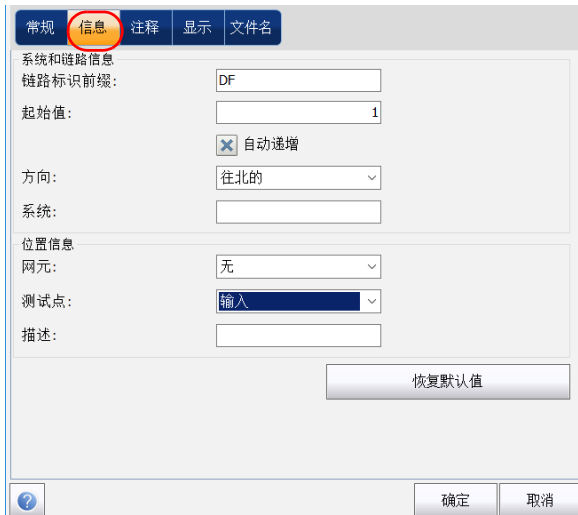 常规 信息 注释 显示 文件名
系统和链路信息
链路标识前缀: DF
起始值: 1
自动递增
方向: 往北的
系统:
位置信息
网元: 无
测试点: 输入
描述:
恢复默认值
? 确定 取消